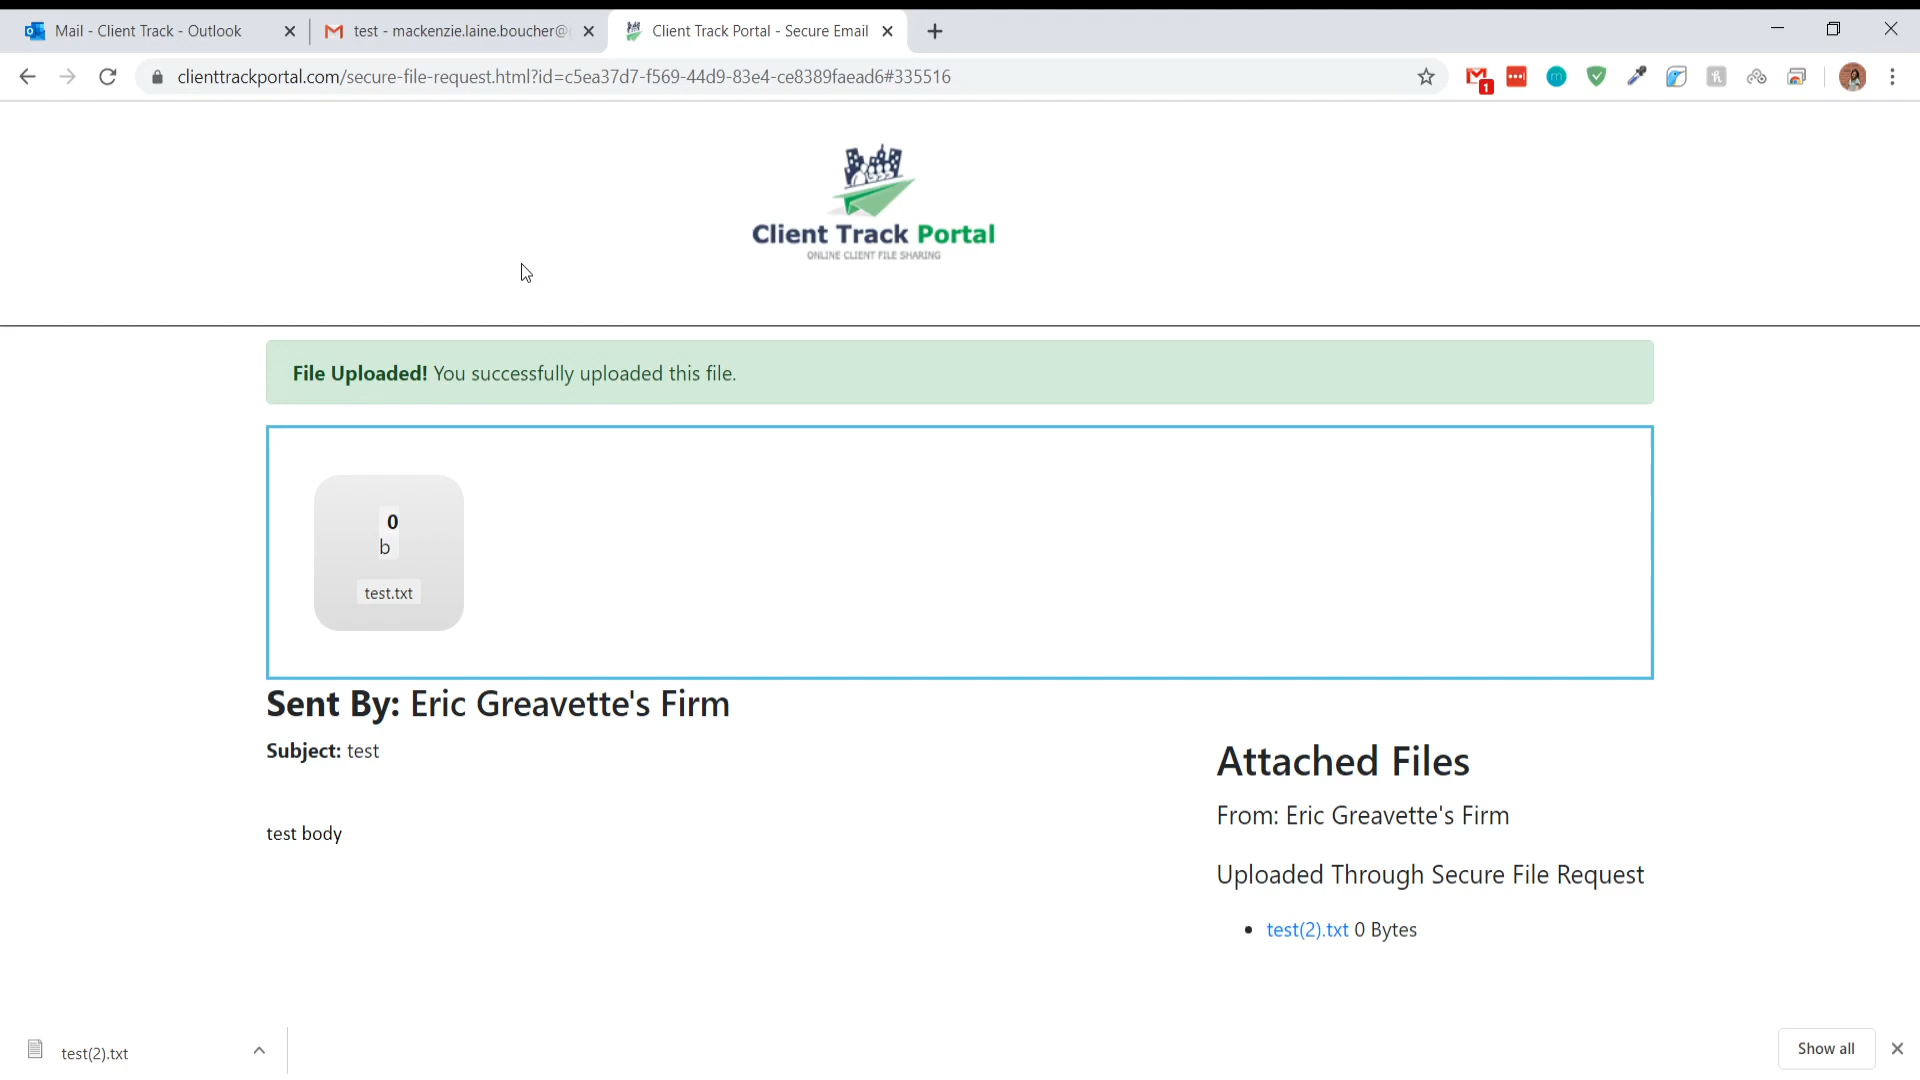 Mail - Client Track - Outlook
test - mackenzie.laine.boucher@
Client Track Portal - Secure Email
clienttrackportal.com/secure-file-request.html?id=c5ea37d7-f569-44d9-83e4-ce8389faead6#335516
1
Client Track Portal
ONLINE CLIENT FILE SHARING
File Uploaded! You successfully uploaded this file.
0
b
test.txt
Sent By: Eric Greavette's Firm
Subject: test
test body
Attached Files
From: Eric Greavette's Firm
Uploaded Through Secure File Request
• test(2).txt 0 Bytes
test(2).txt
Show all